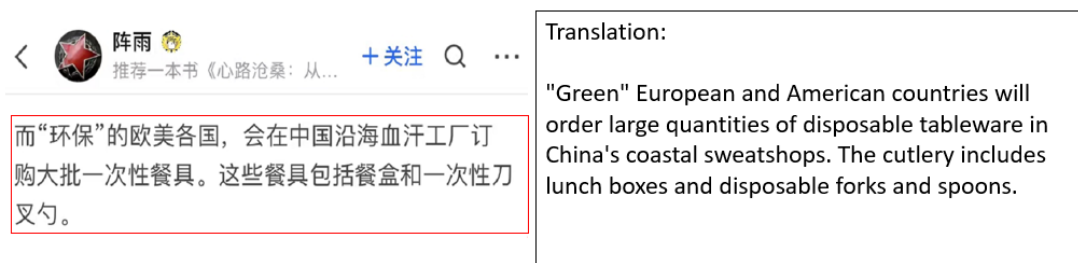 阵雨
推荐一本书《心路沧桑：从...
+关注
而“环保”的欧美各国，会在中国沿海血汗工厂订
购大批一次性餐具。这些餐具包括餐盒和一次性刀
叉勺。
Translation:
"Green" European and American countries will
order large quantities of disposable tableware in
China's coastal sweatshops. The cutlery includes
lunch boxes and disposable forks and spoons.